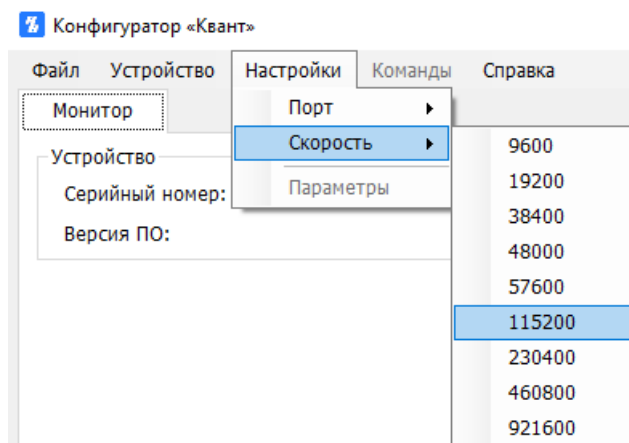 Конфигуратор «Квант»
Файл Устройство Настройки Команды Справка
Монитор
Порт
Скорость
Параметры
Устройство
Серийный номер:
Версия ПО:
9600
19200
38400
48000
57600
115200
230400
460800
921600